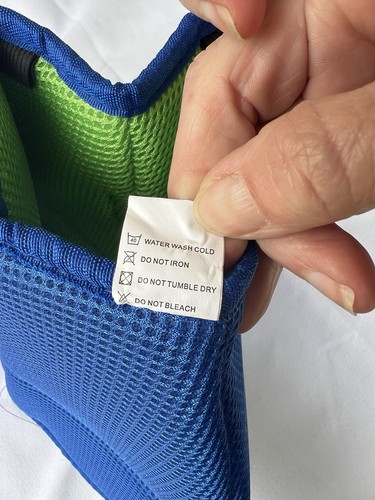 40 WATER WASH COLD
DO NOT IRON
DO NOT TUMBLE DRY
DO NOT BLEACH